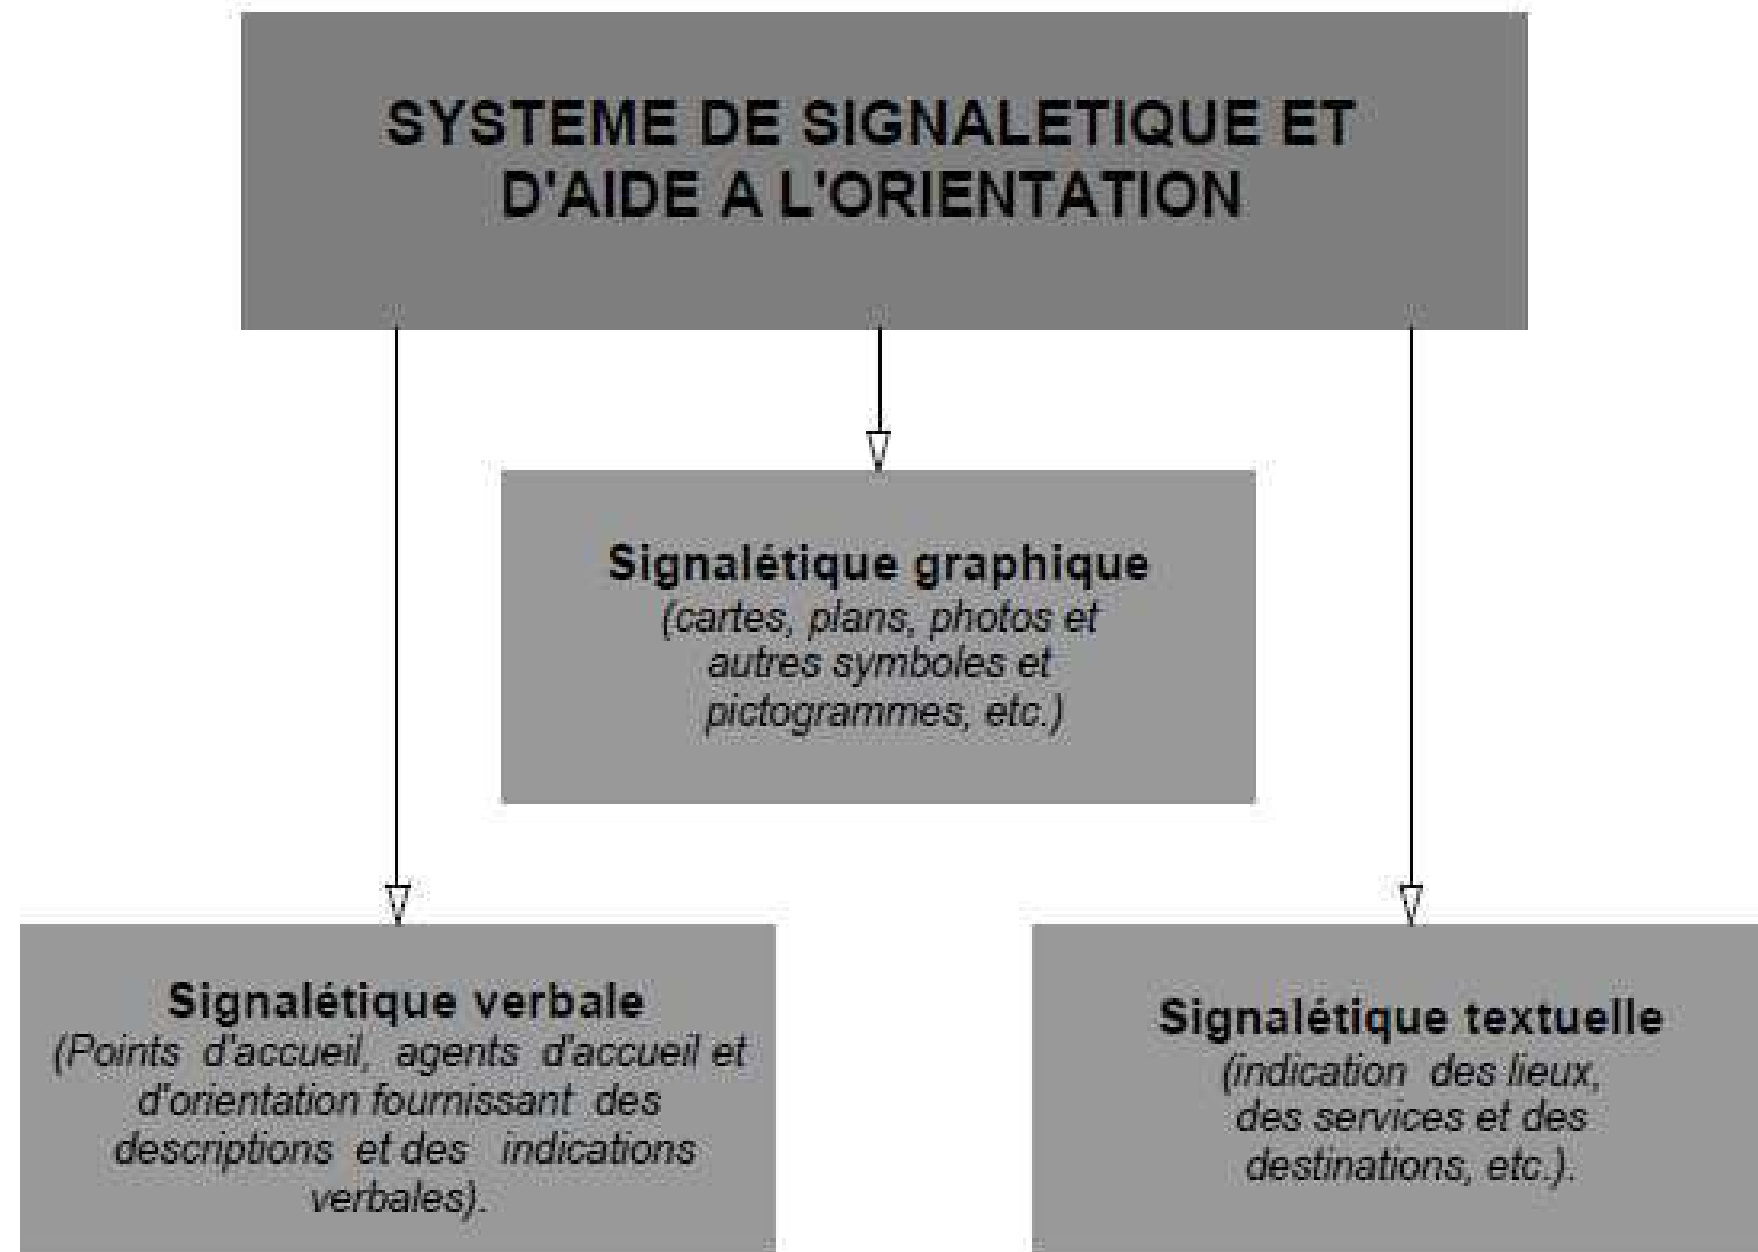 SYSTEME DE SIGNALETIQUE ET
D'AIDE A L'ORIENTATION
Signalétique graphique
(cartes, plans, photos et
autres symboles et
pictogrammes, etc.)
Signalétique verbale
(Points d'accueil, agents d'accueil et
d'orientation fournissant des
descriptions et des indications
verbales).
Signalétique textuelle
(indication des lieux,
des services et des
destinations, etc.).